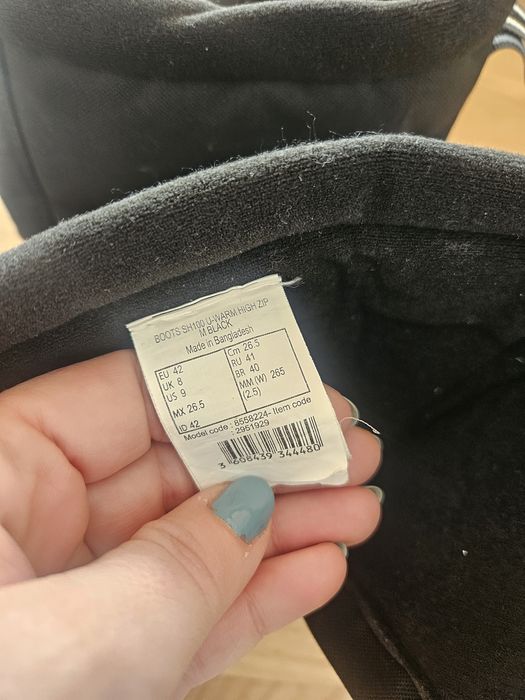 BOOTS SH100 U-WARM HIGH ZIP
M BLACK
Made in Bangladesh
EU 42
UK 8
US 9
MX 26.5
ID 42
Cm 26.5
RU 41
BR 40
MM (W) 265
(2.5)
Model code : 8558224- Item code
: 2951929
3 608439 344480